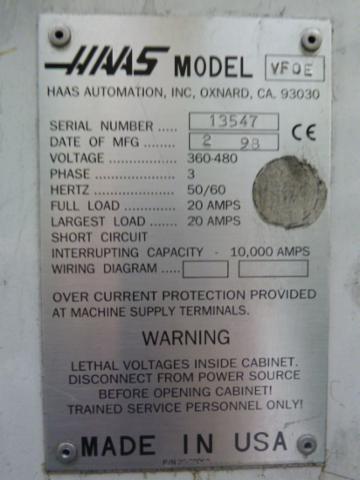 HAAS MODEL VF0E
HAAS AUTOMATION, INC, OXNARD, CA. 93030
SERIAL NUMBER ..... 13547
DATE OF MFG ........ 2 98
VOLTAGE ................ 360-480
PHASE ..................... 3
HERTZ ..................... 50/60
FULL LOAD ............ 20 AMPS
LARGEST LOAD ....... 20 AMPS
SHORT CIRCUIT
INTERRUPTING CAPACITY - 10,000 AMPS
WIRING DIAGRAM .....
CE
OVER CURRENT PROTECTION PROVIDED
AT MACHINE SUPPLY TERMINALS.
WARNING
LETHAL VOLTAGES INSIDE CABINET.
DISCONNECT FROM POWER SOURCE
BEFORE OPENING CABINET!
TRAINED SERVICE PERSONNEL ONLY!
MADE IN USA